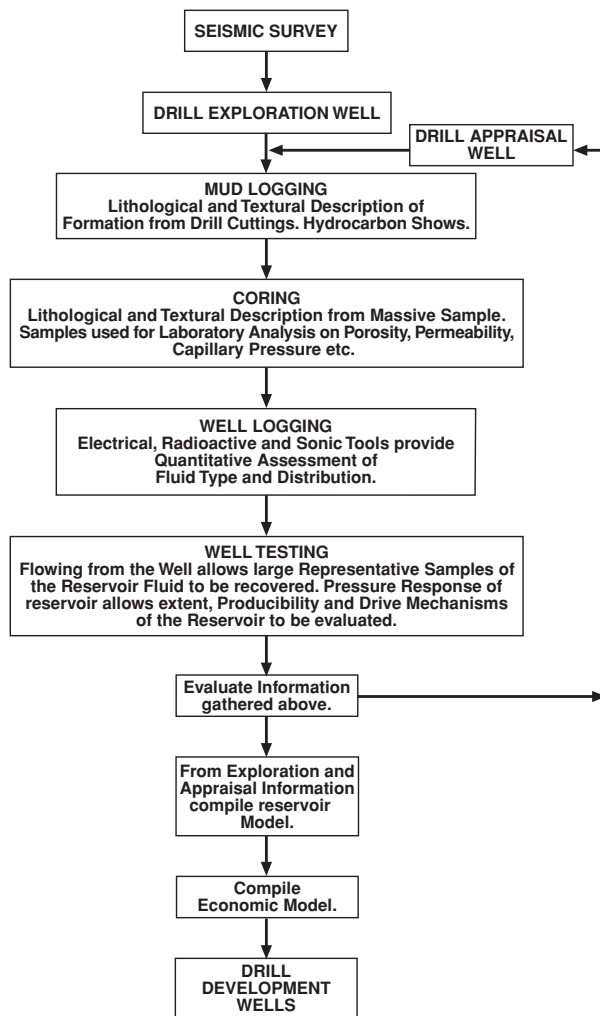 SEISMIC SURVEY
DRILL EXPLORATION WELL
DRILL APPRAISAL
WELL
MUD LOGGING
Lithological and Textural Description of
Formation from Drill Cuttings. Hydrocarbon Shows.
CORING
Lithological and Textural Description from Massive Sample.
Samples used for Laboratory Analysis on Porosity, Permeability,
Capillary Pressure etc.
WELL LOGGING
Electrical, Radioactive and Sonic Tools provide
Quantitative Assessment of
Fluid Type and Distribution.
WELL TESTING
Flowing from the Well allows large Representative Samples of
the Reservoir Fluid to be recovered. Pressure Response of
reservoir allows extent, Producibility and Drive Mechanisms
of the Reservoir to be evaluated.
Evaluate Information
gathered above.
From Exploration and
Appraisal Information
compile reservoir
Model.
Compile
Economic Model.
DRILL
DEVELOPMENT
WELLS